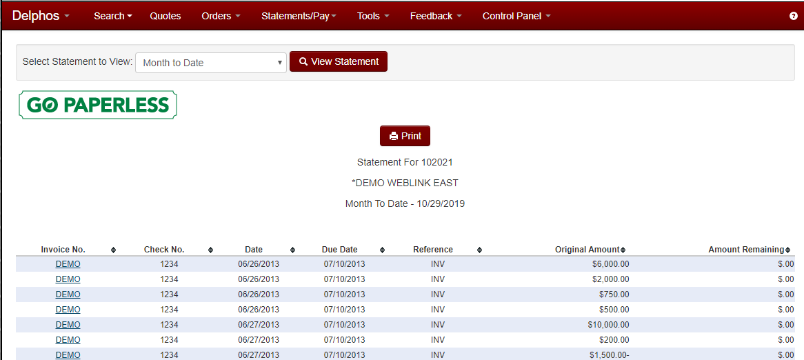 Delphos Search Quotes Orders Statements/Pay Tools Feedback Control Panel ?
Select Statement to View: Month to Date View Statement
GO PAPERLESS
Print
Statement For 102021
*DEMO WEBLINK EAST
Month To Date - 10/29/2019
Invoice No. Check No. Date Due Date Reference Original Amount Amount Remaining
DEMO 1234 06/26/2013 07/10/2013 INV $6,000.00 $.00
DEMO 1234 06/26/2013 07/10/2013 INV $2,000.00 $.00
DEMO 1234 06/26/2013 07/10/2013 INV $750.00 $.00
DEMO 1234 06/26/2013 07/10/2013 INV $500.00 $.00
DEMO 1234 06/27/2013 07/10/2013 INV $10,000.00 $.00
DEMO 1234 06/27/2013 07/10/2013 INV $200.00 $.00
DEMO 1234 06/27/2013 07/10/2013 INV $1,500.00- $.00